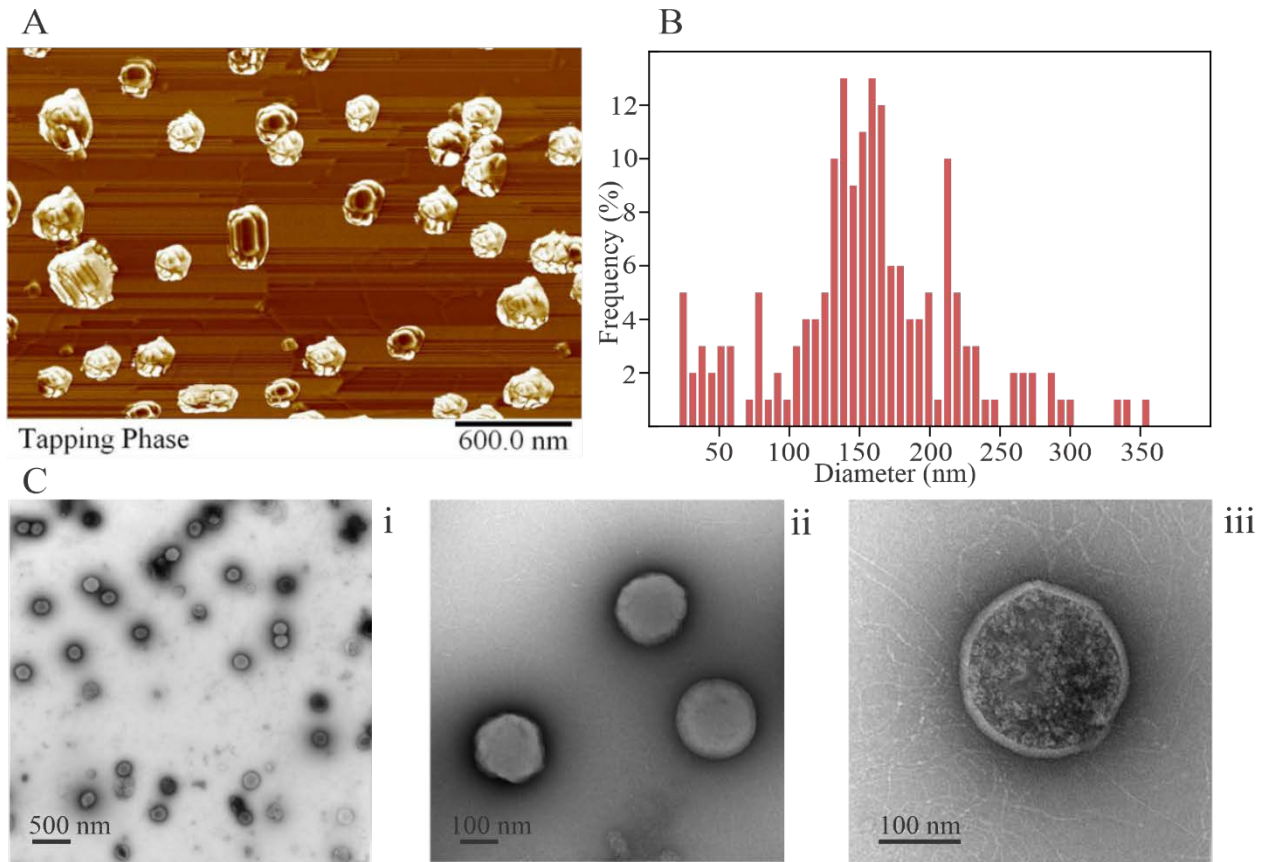 A
Tapping Phase
600.0 nm
B
Frequency (%)
12
10
8
6
4
2
50 100 150 200 250 300 350
Diameter (nm)
C
i
500 nm
ii
100 nm
iii
100 nm